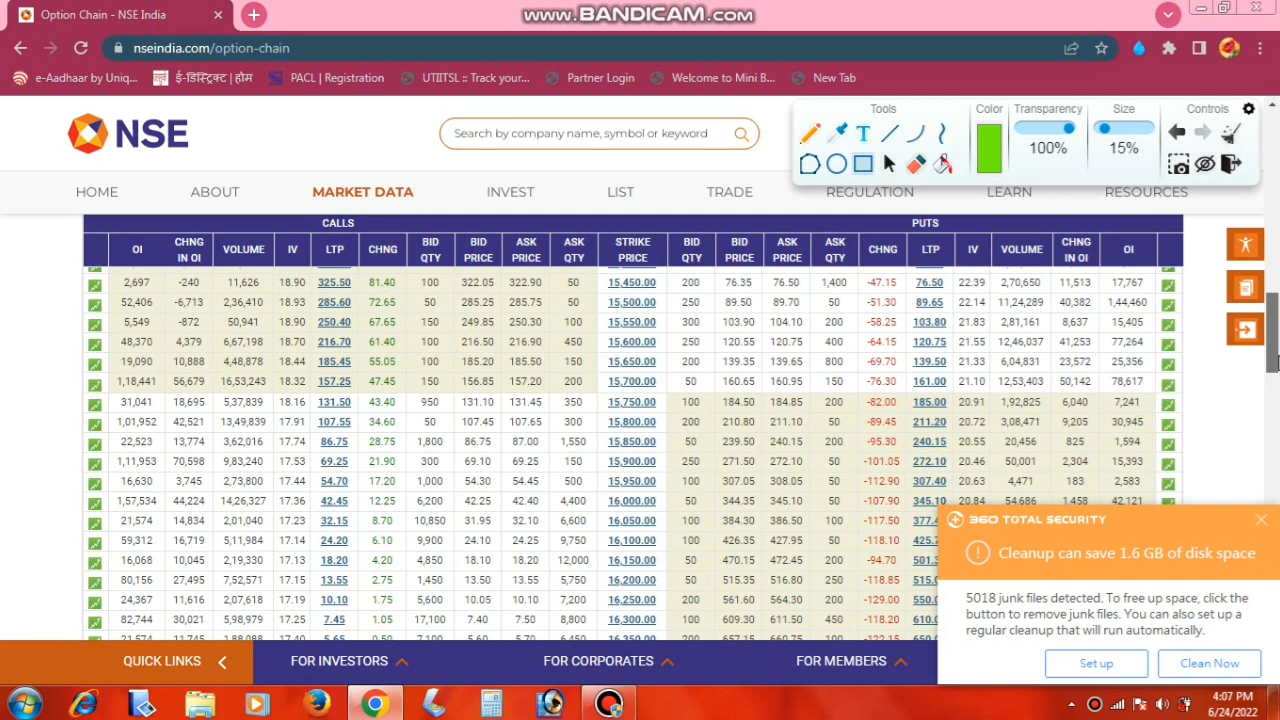 Option Chain - NSE India
www.BANDICAM.com
nseindia.com/option-chain
e-Aadhaar by Uniq... ई-डिस्ट्रिक्ट | होम PACL | Registration UTIITSL :: Track your... Partner Login Welcome to Mini B... New Tab
NSE
Search by company name, symbol or keyword
Tools Color Transparency Size Controls
T
100% 15%
HOME ABOUT MARKET DATA INVEST LIST TRADE REGULATION LEARN RESOURCES
CALLS PUTS
OI CHNG IN OI VOLUME IV LTP CHNG BID QTY BID PRICE ASK PRICE ASK QTY STRIKE PRICE BID QTY BID PRICE ASK PRICE ASK QTY CHNG LTP IV VOLUME CHNG IN OI OI
2,697 -240 11,626 18.90 325.50 81.40 100 322.05 322.90 50 15,450.00 200 76.35 76.50 1,400 -47.15 76.50 22.39 2,70,650 11,513 17,767
52,406 -6,713 2,36,410 18.93 285.60 72.65 50 285.25 285.75 50 15,500.00 250 89.50 89.70 50 -51.30 89.65 22.14 11,24,289 40,382 1,44,460
5,549 -872 50,941 18.90 250.40 67.65 150 249.85 250.30 100 15,550.00 300 103.90 104.10 200 -58.25 103.80 21.83 2,81,161 8,637 15,405
48,370 4,379 6,67,198 18.70 216.70 61.40 100 216.50 216.90 450 15,600.00 250 120.55 120.75 400 -64.15 120.75 21.55 12,46,037 41,253 77,264
19,090 10,888 4,48,878 18.44 185.45 55.05 100 185.20 185.50 150 15,650.00 200 139.35 139.65 800 -69.70 139.50 21.33 6,04,831 23,572 25,356
1,18,441 56,679 16,53,243 18.32 157.25 47.45 150 156.85 157.20 200 15,700.00 50 160.65 160.95 150 -76.30 161.00 21.10 12,53,403 50,142 78,617
31,041 18,695 5,37,839 18.16 131.50 43.40 950 131.10 131.45 350 15,750.00 100 184.50 184.85 200 -82.00 185.00 20.91 1,92,825 6,040 7,241
1,01,952 42,521 13,49,409 17.91 107.55 34.60 50 107.45 107.65 300 15,800.00 200 210.80 211.10 50 -89.45 211.20 20.72 3,08,471 9,205 30,945
22,523 13,774 3,62,016 17.74 86.75 28.75 1,800 86.75 87.00 1,550 15,850.00 50 239.50 240.15 200 -95.30 240.15 20.55 20,456 825 1,594
1,11,953 70,598 9,83,240 17.53 69.25 21.90 300 69.10 69.25 150 15,900.00 250 271.50 272.10 50 -101.05 272.10 20.46 50,001 2,304 15,393
16,630 3,745 2,73,800 17.44 54.70 17.20 1,000 54.30 54.45 500 15,950.00 100 307.05 308.05 50 -112.90 307.40 20.63 4,471 183 2,583
1,57,534 44,224 14,26,327 17.36 42.45 12.25 6,200 42.25 42.40 4,400 16,000.00 50 344.35 345.10 50 -107.90 345.10 20.84 54,686 1,458 42,121
21,574 14,834 2,01,040 17.23 32.15 8.70 10,850 31.95 32.10 6,600 16,050.00 100 384.30 386.50 100 -117.50
59,312 16,719 5,11,984 17.14 24.20 6.10 9,900 24.10 24.25 9,750 16,100.00 100 426.35 427.95 50 -118.10
16,068 10,045 2,19,330 17.13 18.20 4.20 4,850 18.10 18.20 12,000 16,150.00 50 470.15 472.45 200 -94.70
80,156 27,495 7,52,571 17.15 13.55 2.75 1,450 13.50 13.55 5,750 16,200.00 50 515.35 516.80 250 -118.85
24,367 11,616 2,07,618 17.19 10.10 1.75 5,600 10.05 10.10 7,200 16,250.00 200 561.60 564.30 200 -129.00
82,744 30,021 5,98,979 17.25 7.45 1.05 17,100 7.40 7.50 8,800 16,300.00 100 609.30 611.50 450 -118.20
360 TOTAL SECURITY
Cleanup can save 1.6 GB of disk space
5018 junk files detected. To free up space, click the
button to remove junk files. You can also set up a
regular cleanup that will run automatically.
Set up Clean Now
QUICK LINKS FOR INVESTORS FOR CORPORATES FOR MEMBERS
4:07 PM
6/24/2022